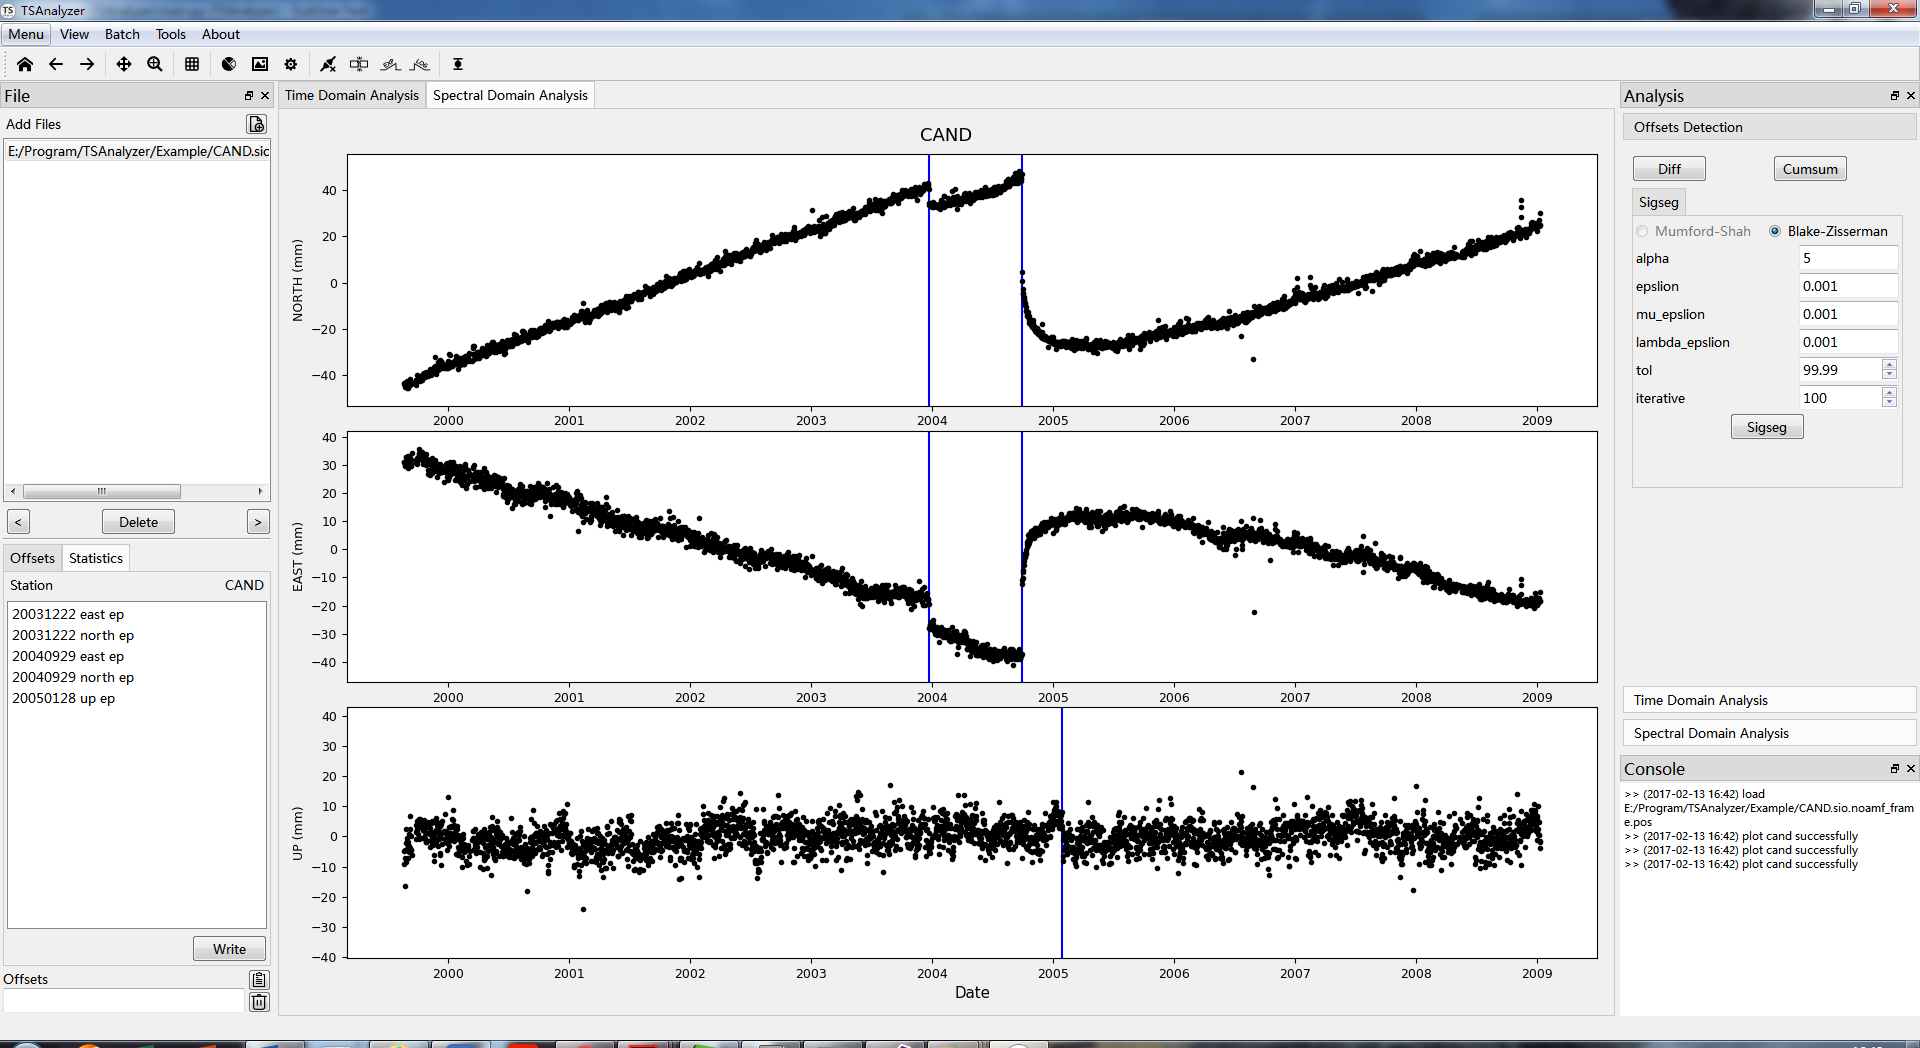 TS TSAnalyzer
Menu View Batch Tools About
File
Add Files
E:/Program/TSAnalyzer/Example/CAND.sio
< Delete >
Offsets Statistics
Station CAND
20031222 east ep
20031222 north ep
20040929 east ep
20040929 north ep
20050128 up ep
Write
Offsets
Time Domain Analysis Spectral Domain Analysis
CAND
NORTH (mm)
40
20
0
−20
−40
2000 2001 2002 2003 2004 2005 2006 2007 2008 2009
EAST (mm)
40
30
20
10
0
−10
−20
−30
−40
2000 2001 2002 2003 2004 2005 2006 2007 2008 2009
UP (mm)
40
30
20
10
0
−10
−20
−30
−40
2000 2001 2002 2003 2004 2005 2006 2007 2008 2009
Date
Analysis
Offsets Detection
Diff Cumsum
Sigseg
Mumford-Shah Blake-Zisserman
alpha 5
epslion 0.001
mu_epslion 0.001
lambda_epslion 0.001
tol 99.99
iterative 100
Sigseg
Time Domain Analysis
Spectral Domain Analysis
Console
>> (2017-02-13 16:42) load
E:/Program/TSAnalyzer/Example/CAND.sio.noamf_fram
e.pos
>> (2017-02-13 16:42) plot cand successfully
>> (2017-02-13 16:42) plot cand successfully
>> (2017-02-13 16:42) plot cand successfully